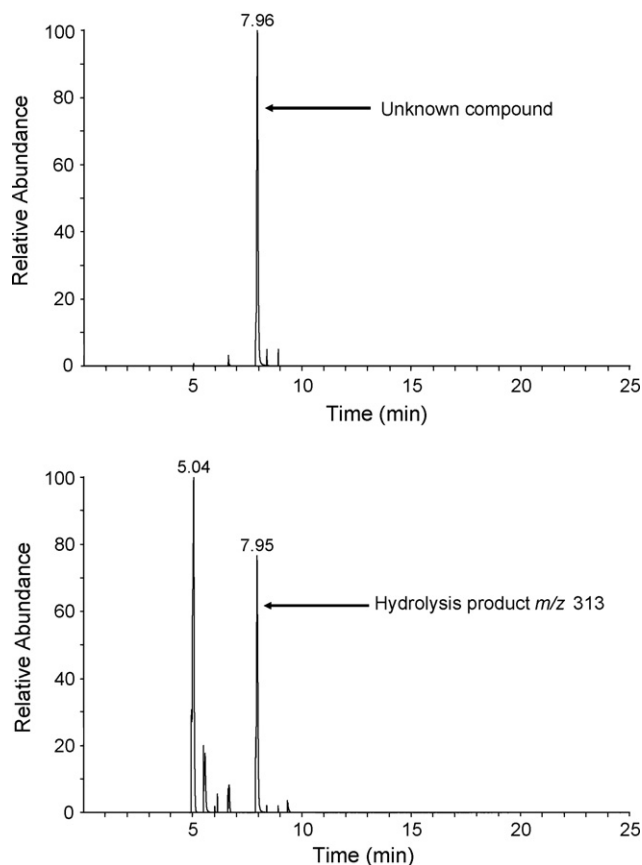 7.96
100
Unknown compound
80
60
40
20
0
Relative Abundance
5 10 15 20 25
Time (min)
5.04
100
7.95
80
Hydrolysis product m/z 313
60
40
20
0
Relative Abundance
5 10 15 20 25
Time (min)